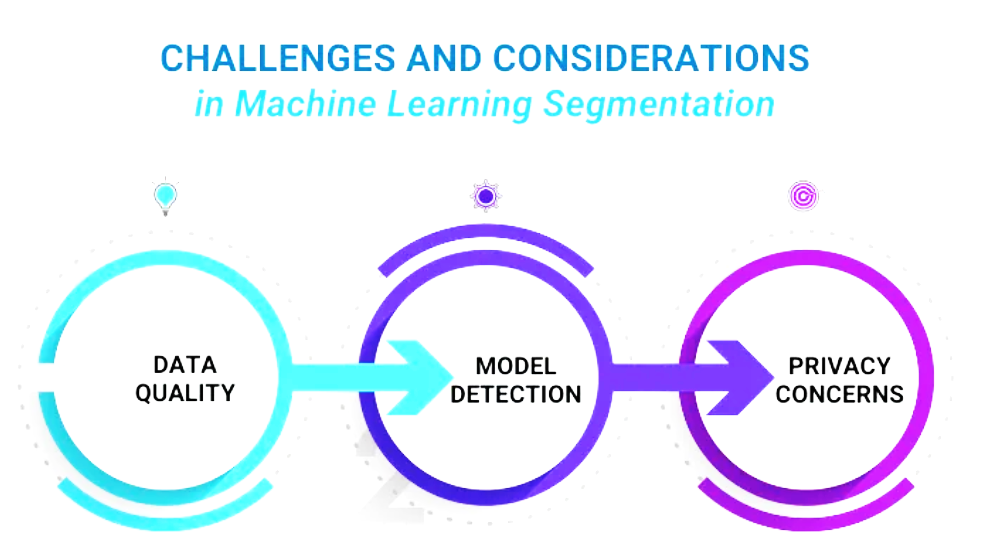 CHALLENGES AND CONSIDERATIONS
in Machine Learning Segmentation
DATA
QUALITY
MODEL
DETECTION
PRIVACY
CONCERNS